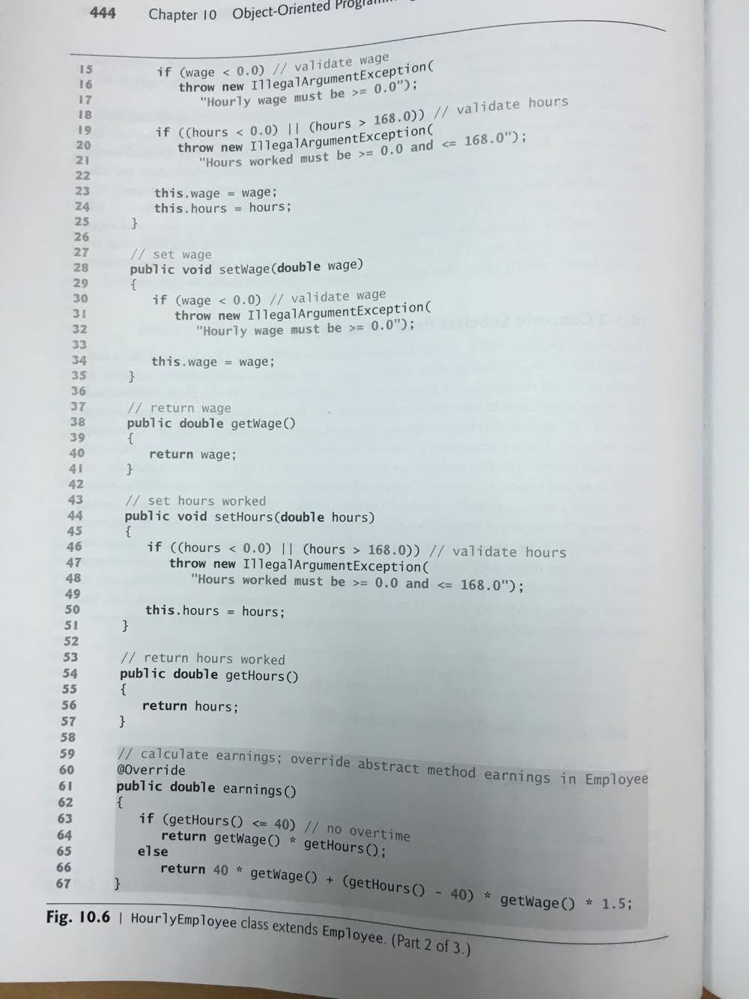 444 Chapter 10 Object-Oriented
15 if (wage < 0.0) // validate wage
16 throw new IllegalArgumentException(
17 "Hourly wage must be >= 0.0");
18
19 if ((hours < 0.0) || (hours > 168.0)) // validate hours
20 throw new IllegalArgumentException(
21 "Hours worked must be >= 0.0 and <= 168.0");
22
23 this.wage = wage;
24 this.hours = hours;
25 }
26
27 // set wage
28 public void setWage(double wage)
29 {
30 if (wage < 0.0) // validate wage
31 throw new IllegalArgumentException(
32 "Hourly wage must be >= 0.0");
33
34 this.wage = wage;
35 }
36
37 // return wage
38 public double getWage()
39 {
40 return wage;
41 }
42
43 // set hours worked
44 public void setHours(double hours)
45 {
46 if ((hours < 0.0) || (hours > 168.0)) // validate hours
47 throw new IllegalArgumentException(
48 "Hours worked must be >= 0.0 and <= 168.0");
49
50 this.hours = hours;
51 }
52
53 // return hours worked
54 public double getHours()
55 {
56 return hours;
57 }
58
59 // calculate earnings; override abstract method earnings in Employee
60 @Override
61 public double earnings()
62 {
63 if (getHours() <= 40) // no overtime
64 return getWage() * getHours();
65 else
66 return 40 * getWage() + (getHours() - 40) * getWage() * 1.5;
67 }
Fig. 10.6 | HourlyEmployee class extends Employee. (Part 2 of 3.)